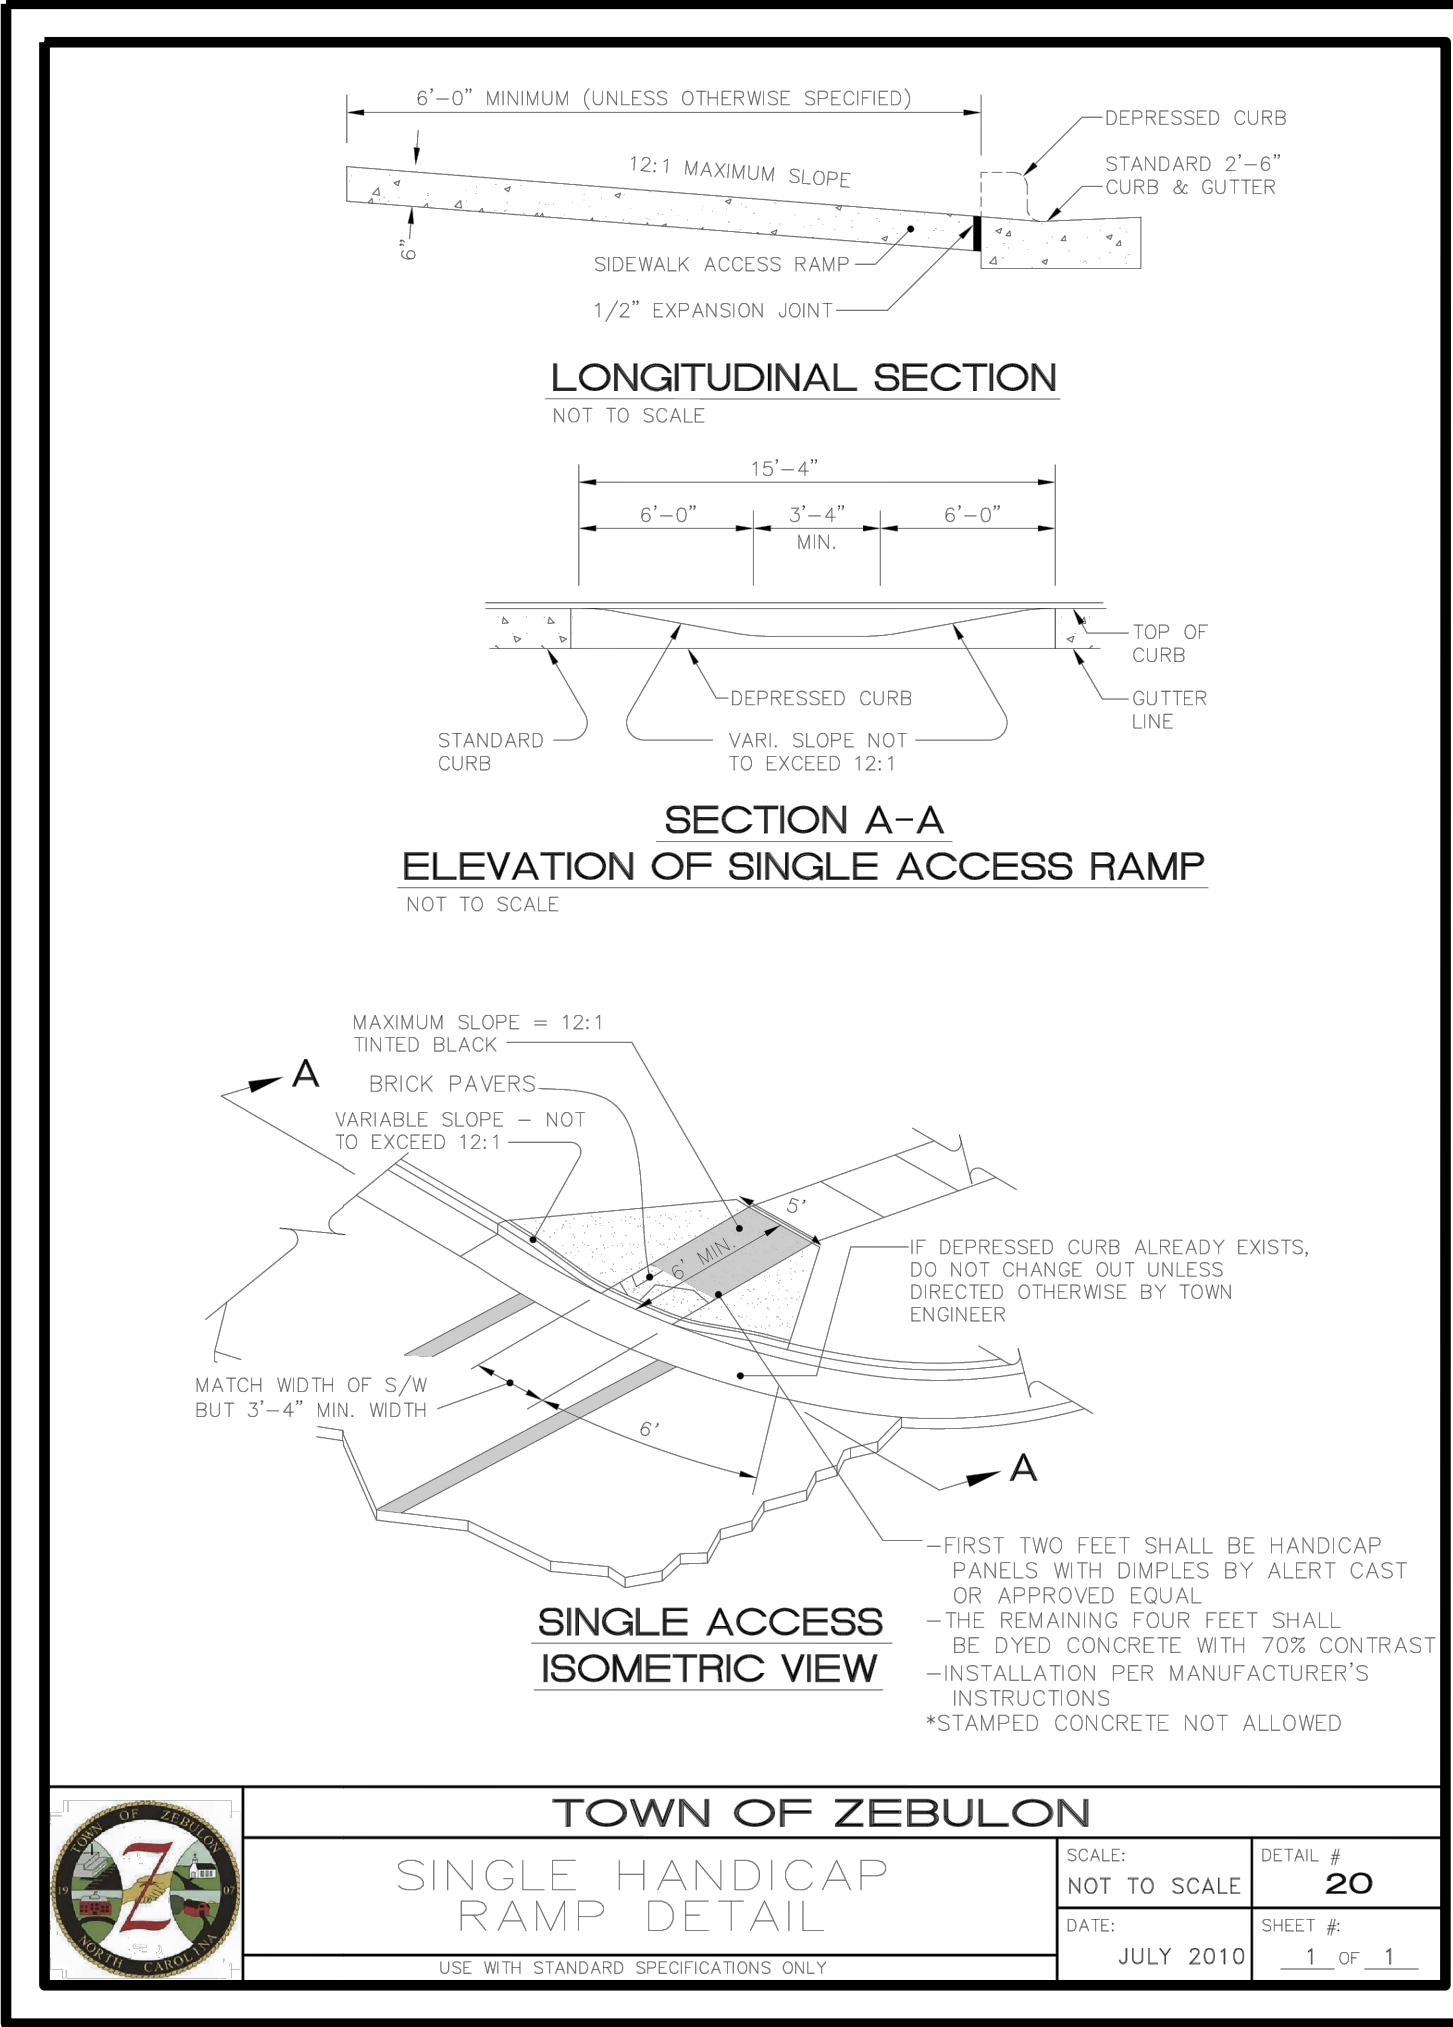 6'-0" MINIMUM (UNLESS OTHERWISE SPECIFIED)
DEPRESSED CURB
12:1 MAXIMUM SLOPE
STANDARD 2'-6"
CURB & GUTTER
6"
SIDEWALK ACCESS RAMP
1/2" EXPANSION JOINT
LONGITUDINAL SECTION
NOT TO SCALE
15'-4"
6'-0"
3'-4"
6'-0"
MIN.
TOP OF
CURB
DEPRESSED CURB
GUTTER
LINE
STANDARD
CURB
VARI. SLOPE NOT
TO EXCEED 12:1
SECTION A-A
ELEVATION OF SINGLE ACCESS RAMP
NOT TO SCALE
MAXIMUM SLOPE = 12:1
TINTED BLACK
A
BRICK PAVERS
VARIABLE SLOPE - NOT
TO EXCEED 12:1
5'
6' MIN.
IF DEPRESSED CURB ALREADY EXISTS,
DO NOT CHANGE OUT UNLESS
DIRECTED OTHERWISE BY TOWN
ENGINEER
MATCH WIDTH OF S/W
BUT 3'-4" MIN. WIDTH
6'
A
-FIRST TWO FEET SHALL BE HANDICAP
PANELS WITH DIMPLES BY ALERT CAST
OR APPROVED EQUAL
-THE REMAINING FOUR FEET SHALL
BE DYED CONCRETE WITH 70% CONTRAST
-INSTALLATION PER MANUFACTURER'S
INSTRUCTIONS
*STAMPED CONCRETE NOT ALLOWED
SINGLE ACCESS
ISOMETRIC VIEW
TOWN OF ZEBULON
NORTH CAROLINA
19 07
Z
TOWN OF ZEBULON
SINGLE HANDICAP
RAMP DETAIL
USE WITH STANDARD SPECIFICATIONS ONLY
SCALE:
NOT TO SCALE
DETAIL #
20
DATE:
JULY 2010
SHEET #:
1 OF 1